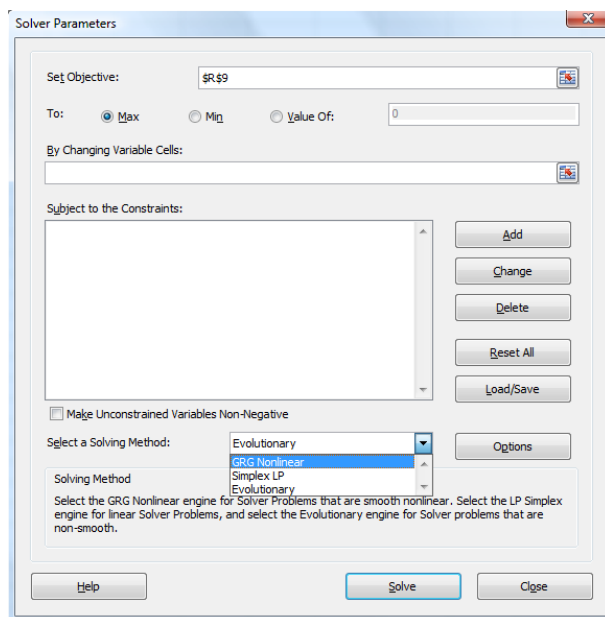 Solver Parameters
Set Objective: $R$9
To: Max Min Value Of: 0
By Changing Variable Cells:
Subject to the Constraints:
Add
Change
Delete
Reset All
Load/Save
Make Unconstrained Variables Non-Negative
Select a Solving Method: Evolutionary Options
GRG Nonlinear
Simplex LP
Evolutionary
Solving Method
Select the GRG Nonlinear engine for Solver Problems that are smooth nonlinear. Select the LP Simplex
engine for linear Solver Problems, and select the Evolutionary engine for Solver problems that are
non-smooth.
Help Solve Close